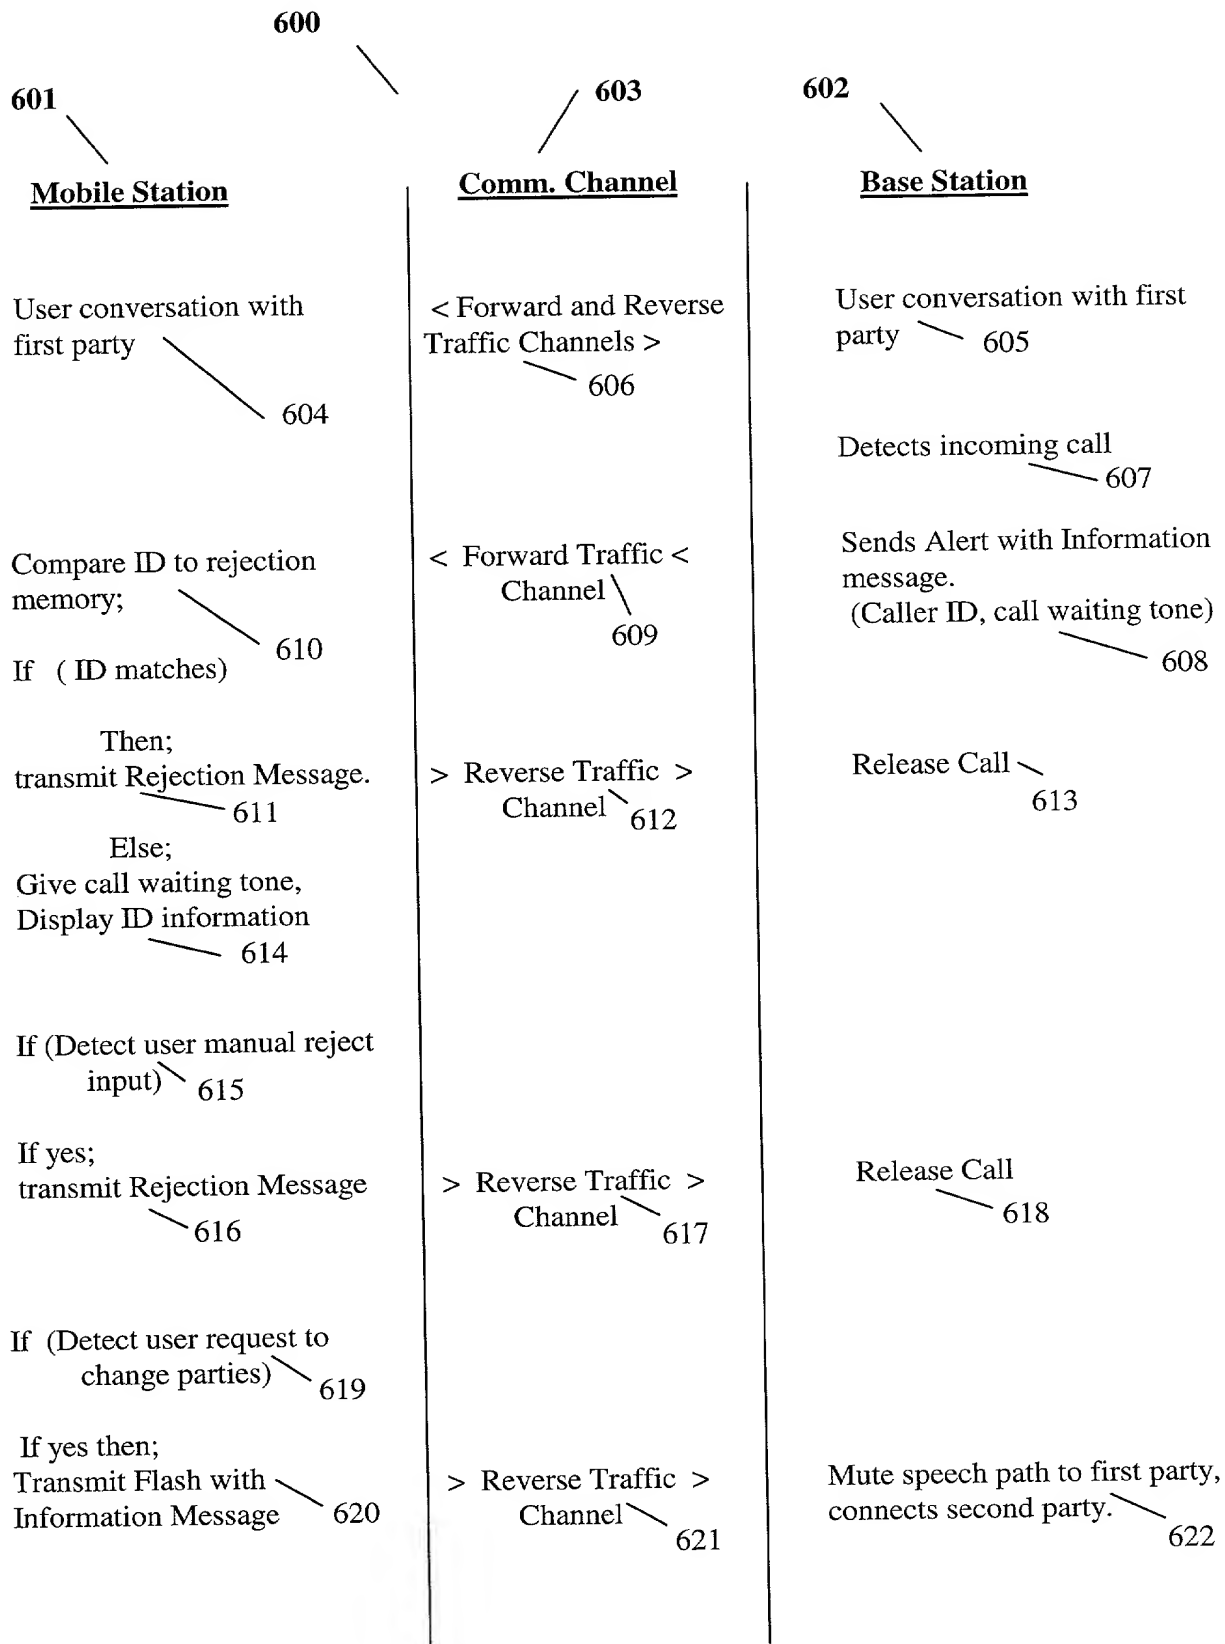 600
601
603
602
Mobile Station
Comm. Channel
Base Station
User conversation with
first party
604
< Forward and Reverse
Traffic Channels >
606
User conversation with first
party
605
Detects incoming call
607
Compare ID to rejection
memory;
610
If ( ID matches)
< Forward Traffic <
Channel
609
Sends Alert with Information
message.
(Caller ID, call waiting tone)
608
Then;
transmit Rejection Message.
611
> Reverse Traffic >
Channel
612
Release Call
613
Else;
Give call waiting tone,
Display ID information
614
If (Detect user manual reject
input)
615
If yes;
transmit Rejection Message
616
> Reverse Traffic >
Channel
617
Release Call
618
If (Detect user request to
change parties)
619
If yes then;
Transmit Flash with
Information Message
620
> Reverse Traffic >
Channel
621
Mute speech path to first party,
connects second party.
622